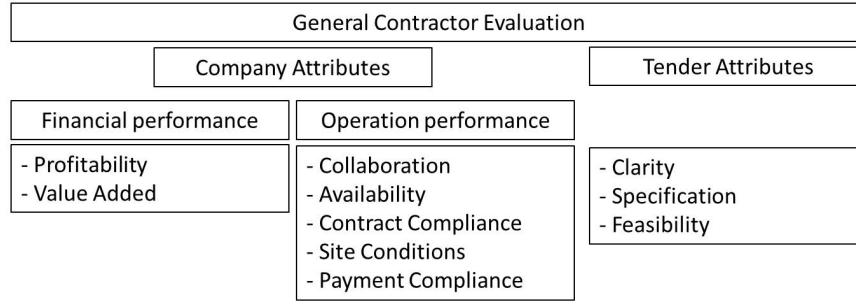 General Contractor Evaluation
Company Attributes
Tender Attributes
Financial performance
Operation performance
- Profitability
- Value Added
- Collaboration
- Availability
- Contract Compliance
- Site Conditions
- Payment Compliance
- Clarity
- Specification
- Feasibility